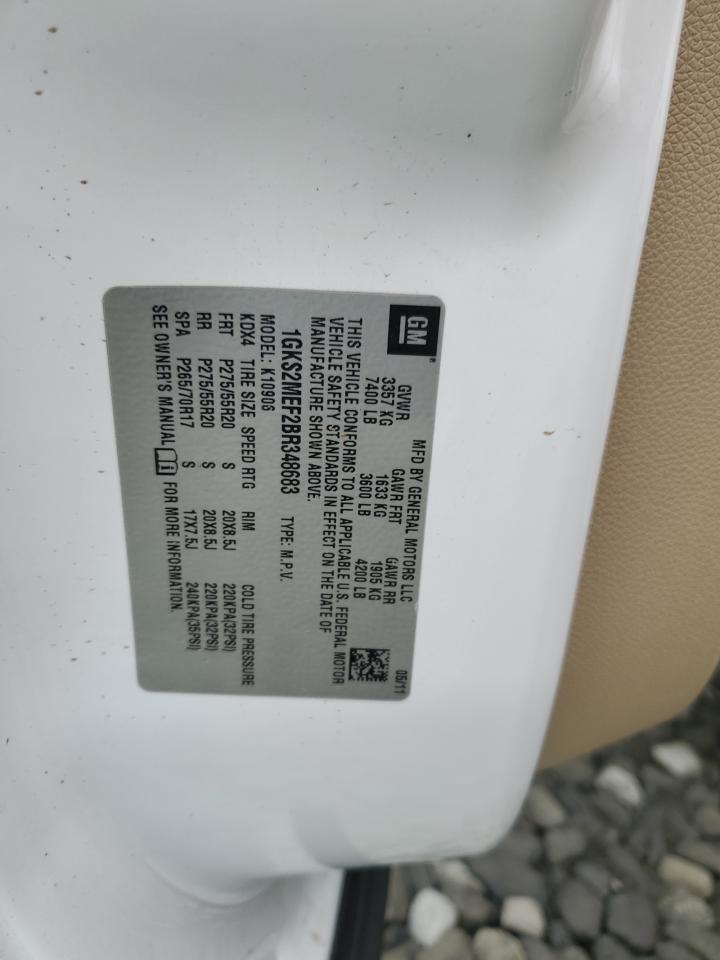 GM
MFD BY GENERAL MOTORS LLC 05/11
GVWR GAWR FRT GAWR RR
3357 KG 1633 KG 1905 KG
7400 LB 3600 LB 4200 LB
THIS VEHICLE CONFORMS TO ALL APPLICABLE U.S. FEDERAL MOTOR
VEHICLE SAFETY STANDARDS IN EFFECT ON THE DATE OF
MANUFACTURE SHOWN ABOVE.
1GKS2MEF2BR348683 TYPE: M.P.V.
MODEL: K10906
KDX4 TIRE SIZE SPEED RTG RIM COLD TIRE PRESSURE
FRT P275/55R20 S 20X8.5J 220KPA(32PSI)
RR P275/55R20 S 20X8.5J 220KPA(32PSI)
SPA P265/70R17 S 17X7.5J 240KPA(35PSI)
SEE OWNER'S MANUAL FOR MORE INFORMATION.